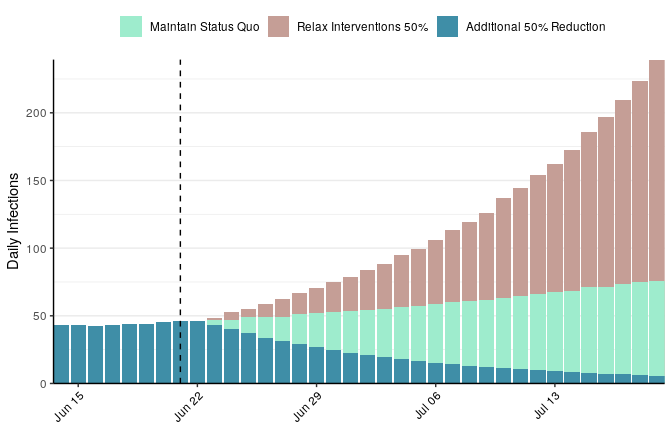 Maintain Status Quo Relax Interventions 50% Additional 50% Reduction
Daily Infections
200
150
100
50
0
Jun 15 Jun 22 Jun 29 Jul 06 Jul 13